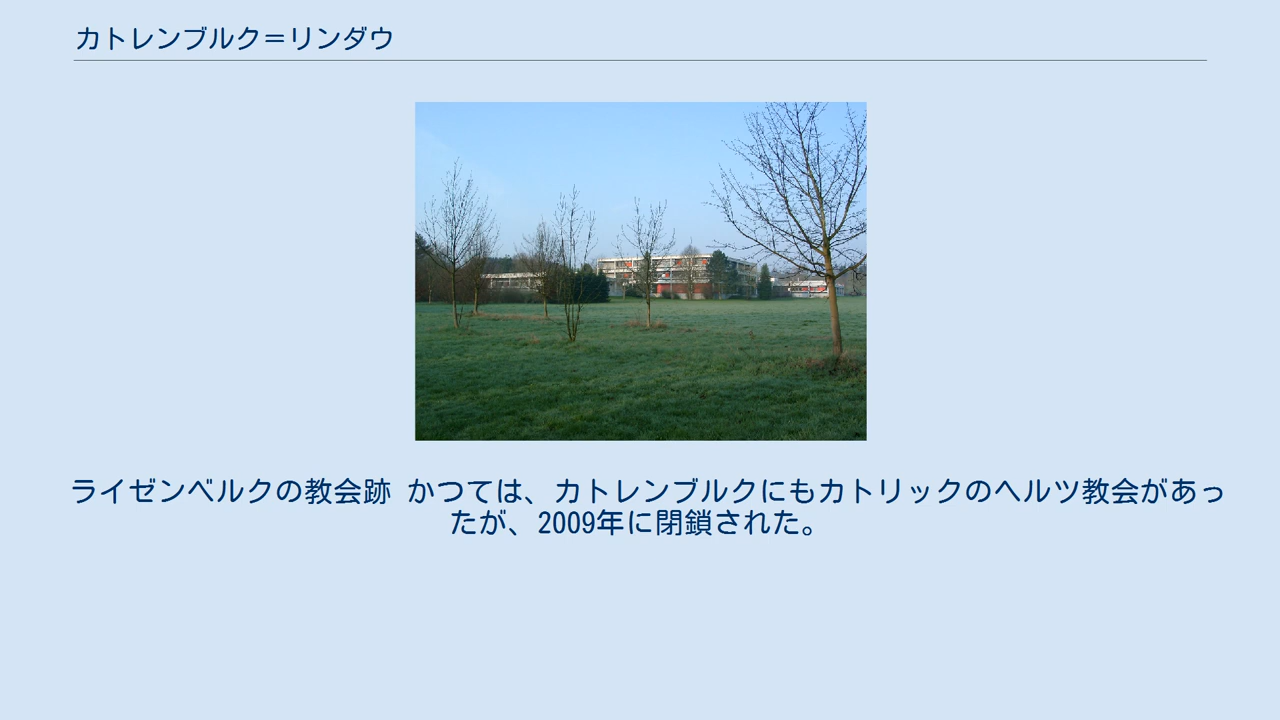 カトレンブルク＝リンダウ
ライゼンベルクの教会跡 かつては、カトレンブルクにもカトリックのヘルツ教会があっ
たが、2009年に閉鎖された。